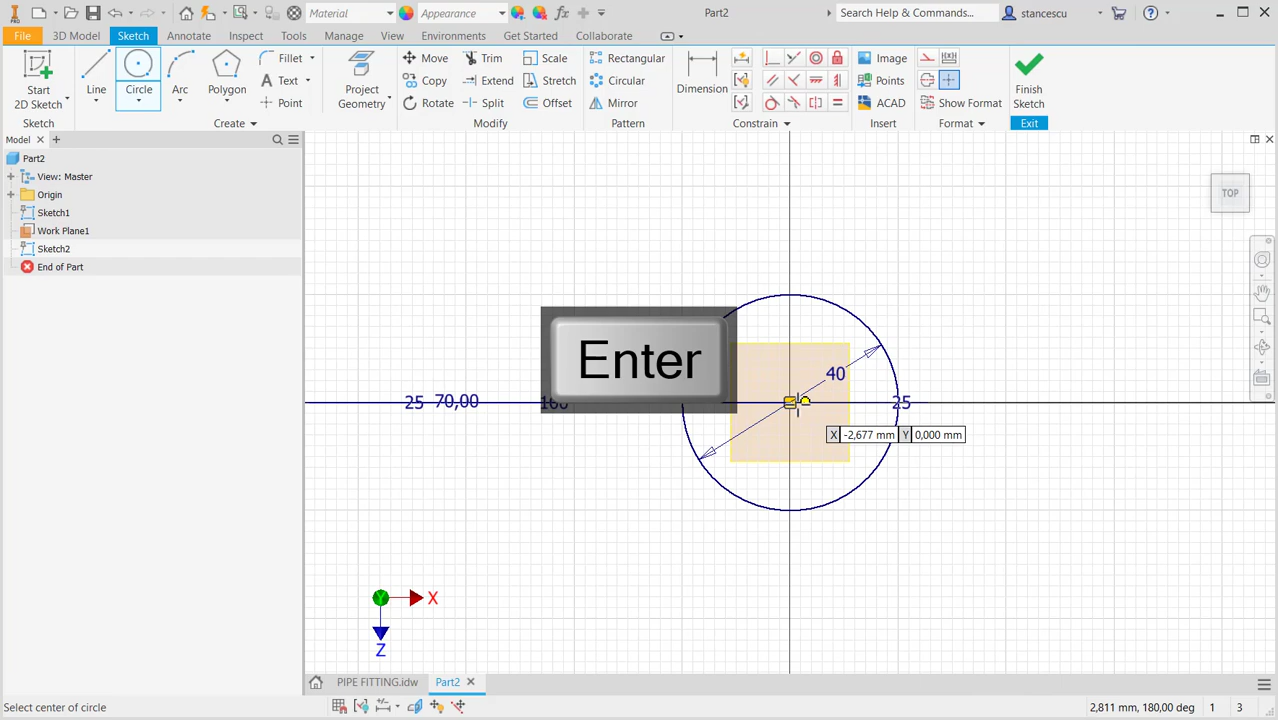 PRO
Material
Appearance
Part2
Search Help & Commands...
stancescu
File
3D Model
Sketch
Annotate
Inspect
Tools
Manage
View
Environments
Get Started
Collaborate
Start
2D Sketch
Line
Circle
Arc
Polygon
Fillet
Text
Point
Project
Geometry
Move
Copy
Rotate
Trim
Extend
Split
Scale
Stretch
Offset
Rectangular
Circular
Mirror
Dimension
Image
Points
ACAD
Show Format
Finish
Sketch
Sketch
Create
Modify
Pattern
Constrain
Insert
Format
Exit
Model
Part2
View: Master
Origin
Sketch1
Work Plane1
Sketch2
End of Part
TOP
Enter
40
25
70,00
25
X -2,677 mm Y 0,000 mm
Y
X
Z
PIPE FITTING.idw
Part2
Select center of circle
2,811 mm, 180,00 deg
1
3